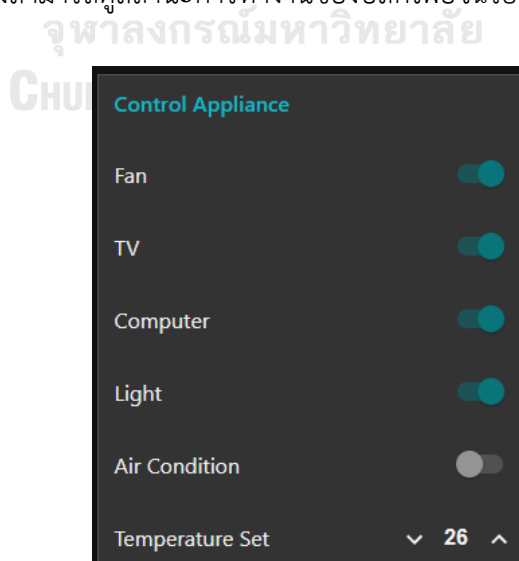 จุฬาลงกรณ์มหาวิทยาลัย
Control Appliance
Fan
TV
Computer
Light
Air Condition
Temperature Set 26